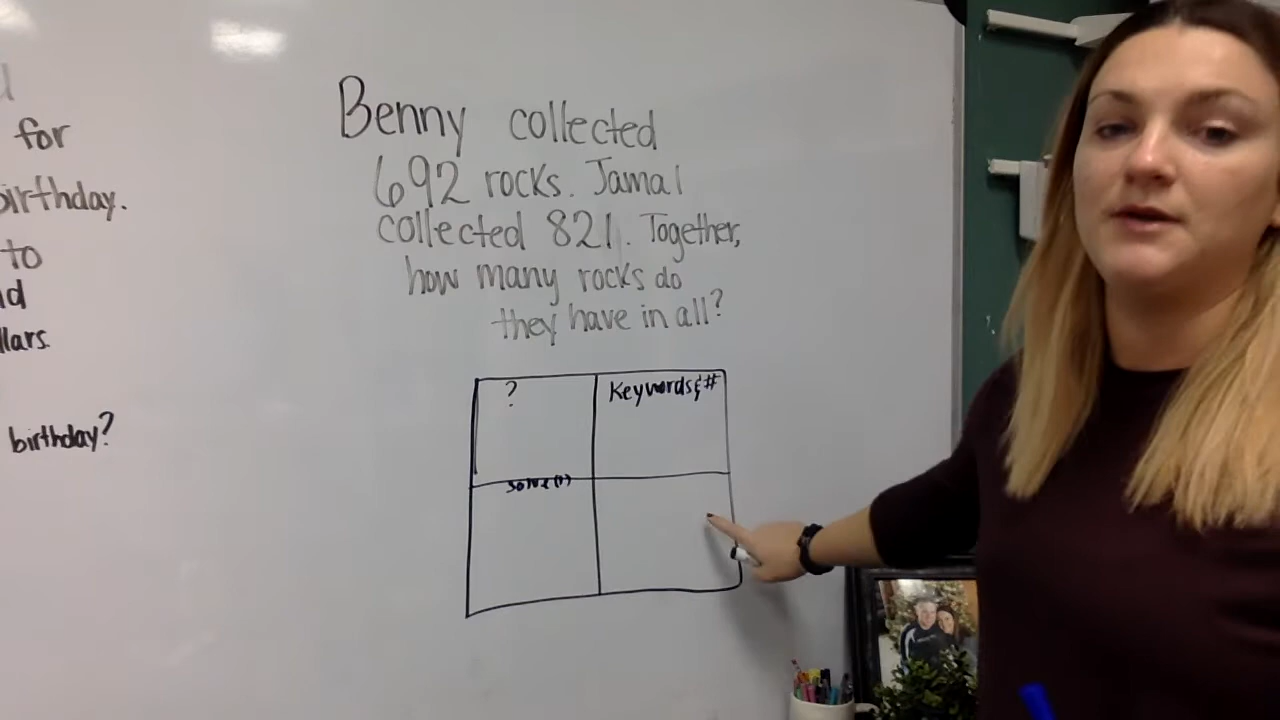 for
birthday.
to
birthday?
Benny collected
692 rocks. Jamal
collected 821. Together,
how many rocks do
they have in all?
?
Keywords & #
solve(1)